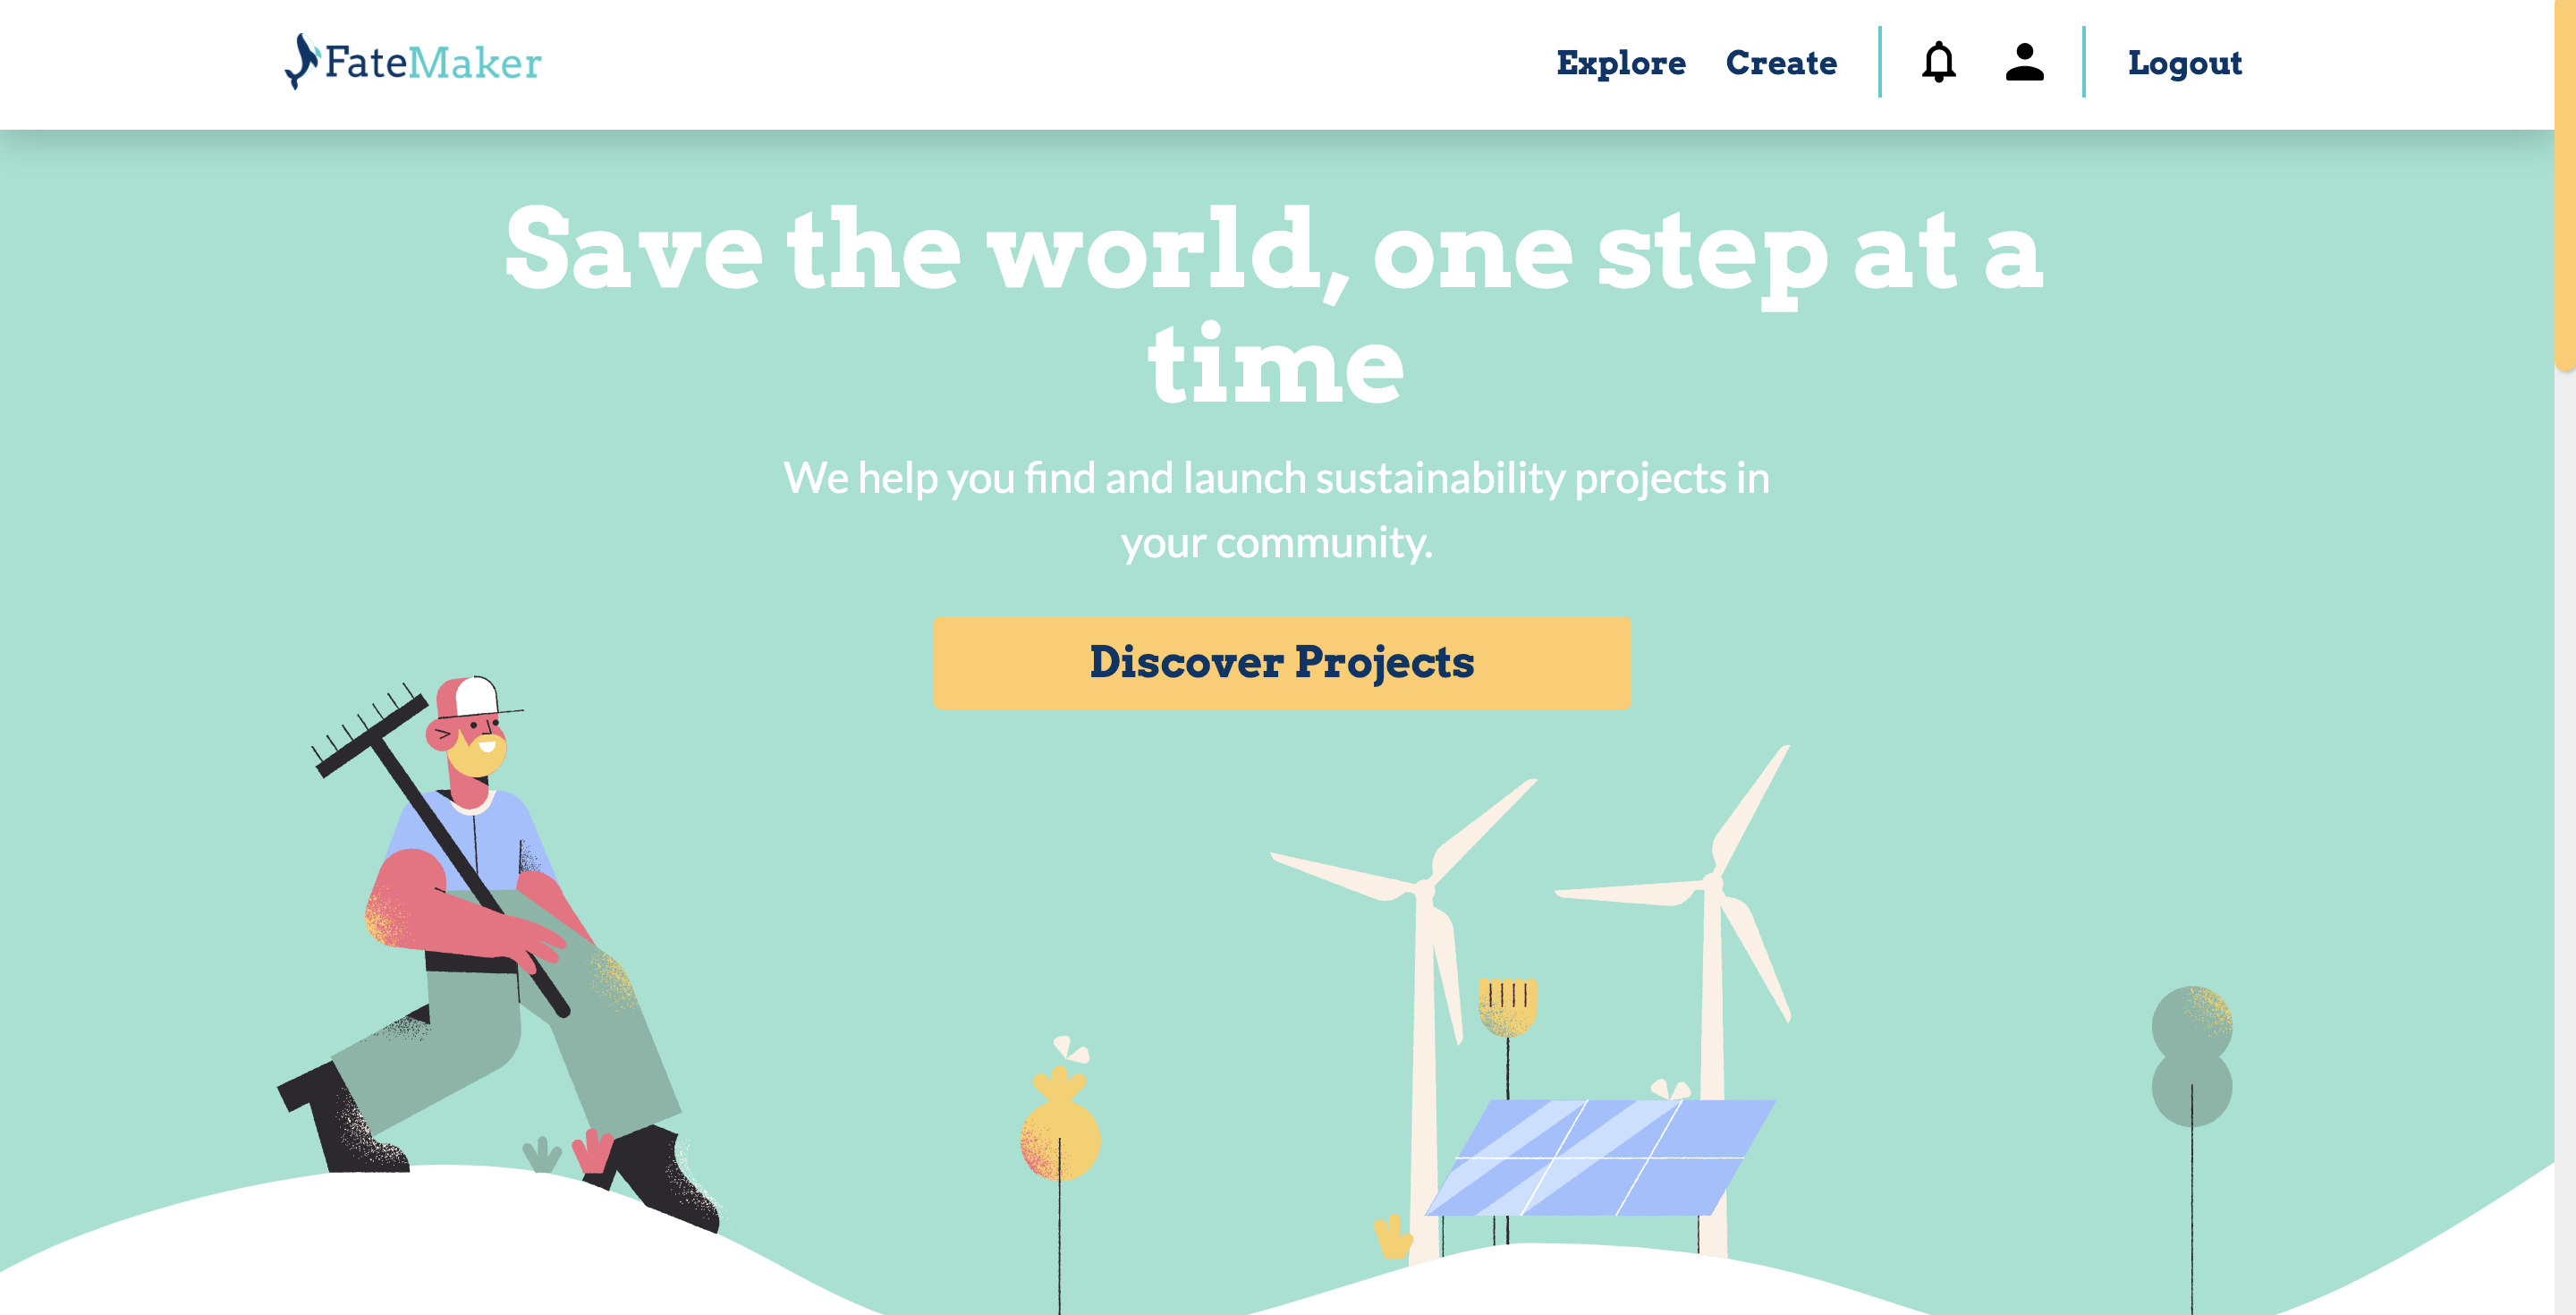 FateMaker
Explore Create Logout
Save the world, one step at a
time
We help you find and launch sustainability projects in
your community.
Discover Projects